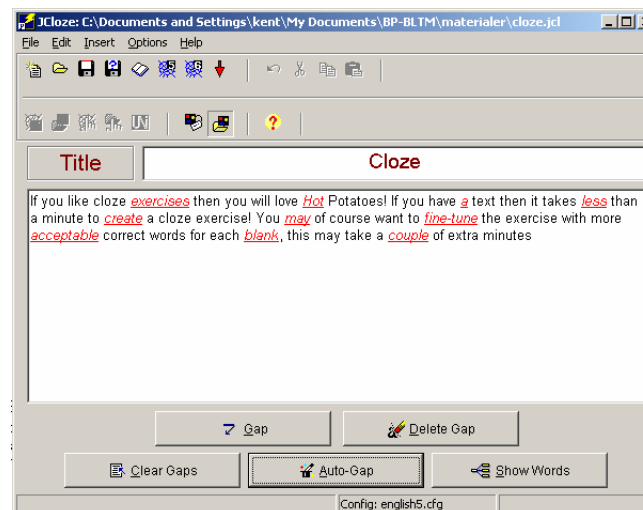 JCloze: C:\Documents and Settings\kent\My Documents\BP-BLTM\materialer\cloze.jcl
File Edit Insert Options Help
5 6
Title Cloze
If you like cloze exercises then you will love Hot Potatoes! If you have a text then it takes less than
a minute to create a cloze exercise! You may of course want to fine-tune the exercise with more
acceptable correct words for each blank, this may take a couple of extra minutes
Gap Delete Gap
Clear Gaps Auto-Gap Show Words
Config: english5.cfg